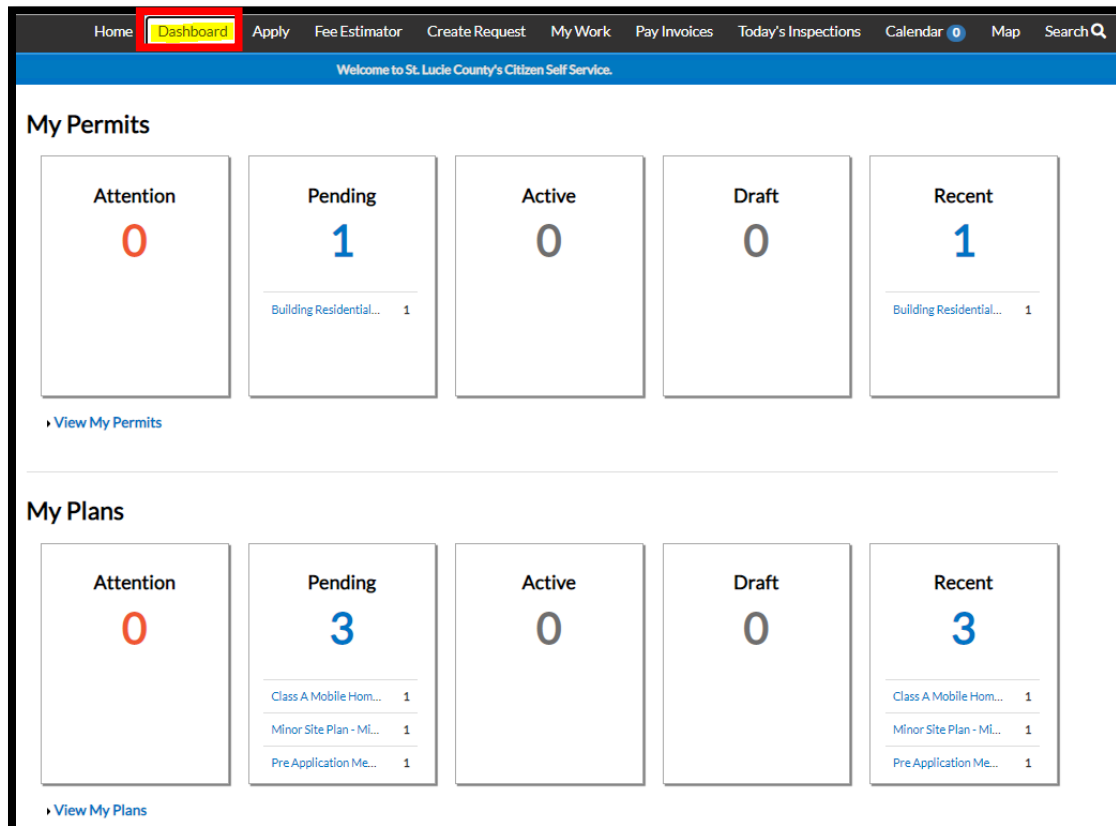 Home Dashboard Apply Fee Estimator Create Request My Work Pay Invoices Today's Inspections Calendar 0 Map Search
Welcome to St. Lucie County's Citizen Self Service.
My Permits
Attention Pending Active Draft Recent
0 1 0 0 1
Building Residential... 1 Building Residential... 1
View My Permits
My Plans
Attention Pending Active Draft Recent
0 3 0 0 3
Class A Mobile Hom... 1 Class A Mobile Hom... 1
Minor Site Plan - Mi... 1 Minor Site Plan - Mi... 1
Pre Application Me... 1 Pre Application Me... 1
View My Plans